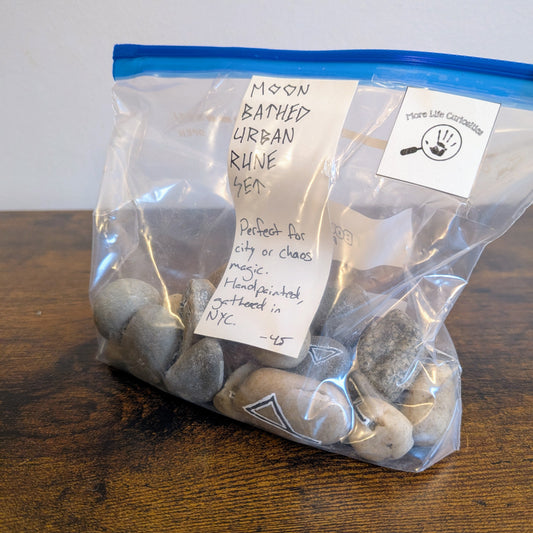 MOON
BATHED
URBAN
RUNE
SET
Perfect for
city or chaos
magic.
Handpainted,
gathered in
NYC.
-45
More Life Curiosities